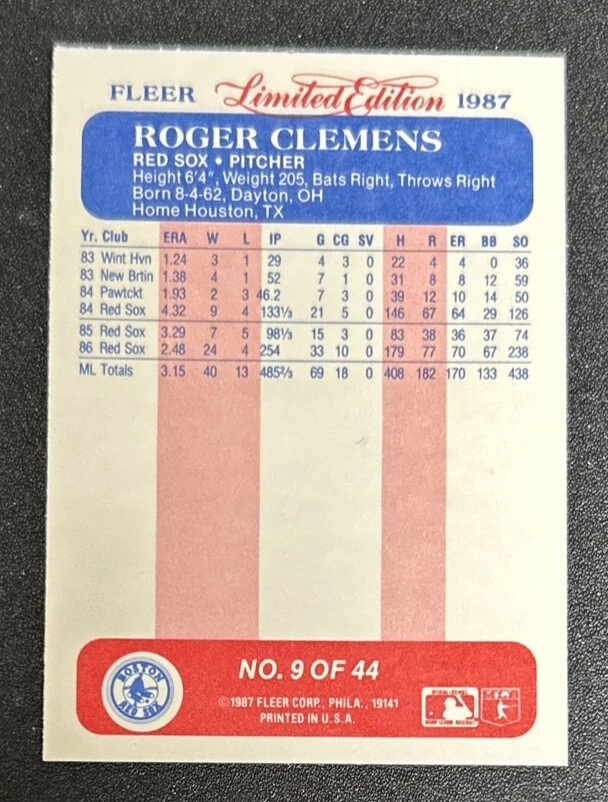 FLEER Limited Edition 1987
ROGER CLEMENS
RED SOX • PITCHER
Height 6'4", Weight 205, Bats Right, Throws Right
Born 8-4-62, Dayton, OH
Home Houston, TX
Yr. Club ERA W L IP G CG SV H R ER BB SO
83 Wint Hvn 1.24 3 1 29 4 3 0 22 4 4 0 36
83 New Brtin 1.38 4 1 52 7 1 0 31 8 8 12 59
84 Pawtckt 1.93 2 3 46.2 7 3 0 39 12 10 14 50
84 Red Sox 4.32 9 4 133⅓ 21 5 0 146 67 64 29 126
85 Red Sox 3.29 7 5 98⅓ 15 3 0 83 38 36 37 74
86 Red Sox 2.48 24 4 254 33 10 0 179 77 70 67 238
ML Totals 3.15 40 13 485⅔ 69 18 0 408 182 170 133 438
BOSTON
RED SOX
NO. 9 OF 44
©1987 FLEER CORP., PHILA., 19141
PRINTED IN U.S.A.
MAJOR LEAGUE BASEBALL